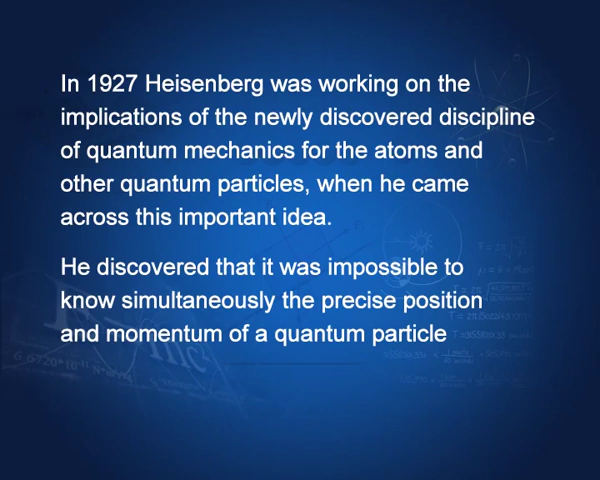 In 1927 Heisenberg was working on the
implications of the newly discovered discipline
of quantum mechanics for the atoms and
other quantum particles, when he came
across this important idea.
He discovered that it was impossible to
know simultaneously the precise position
and momentum of a quantum particle